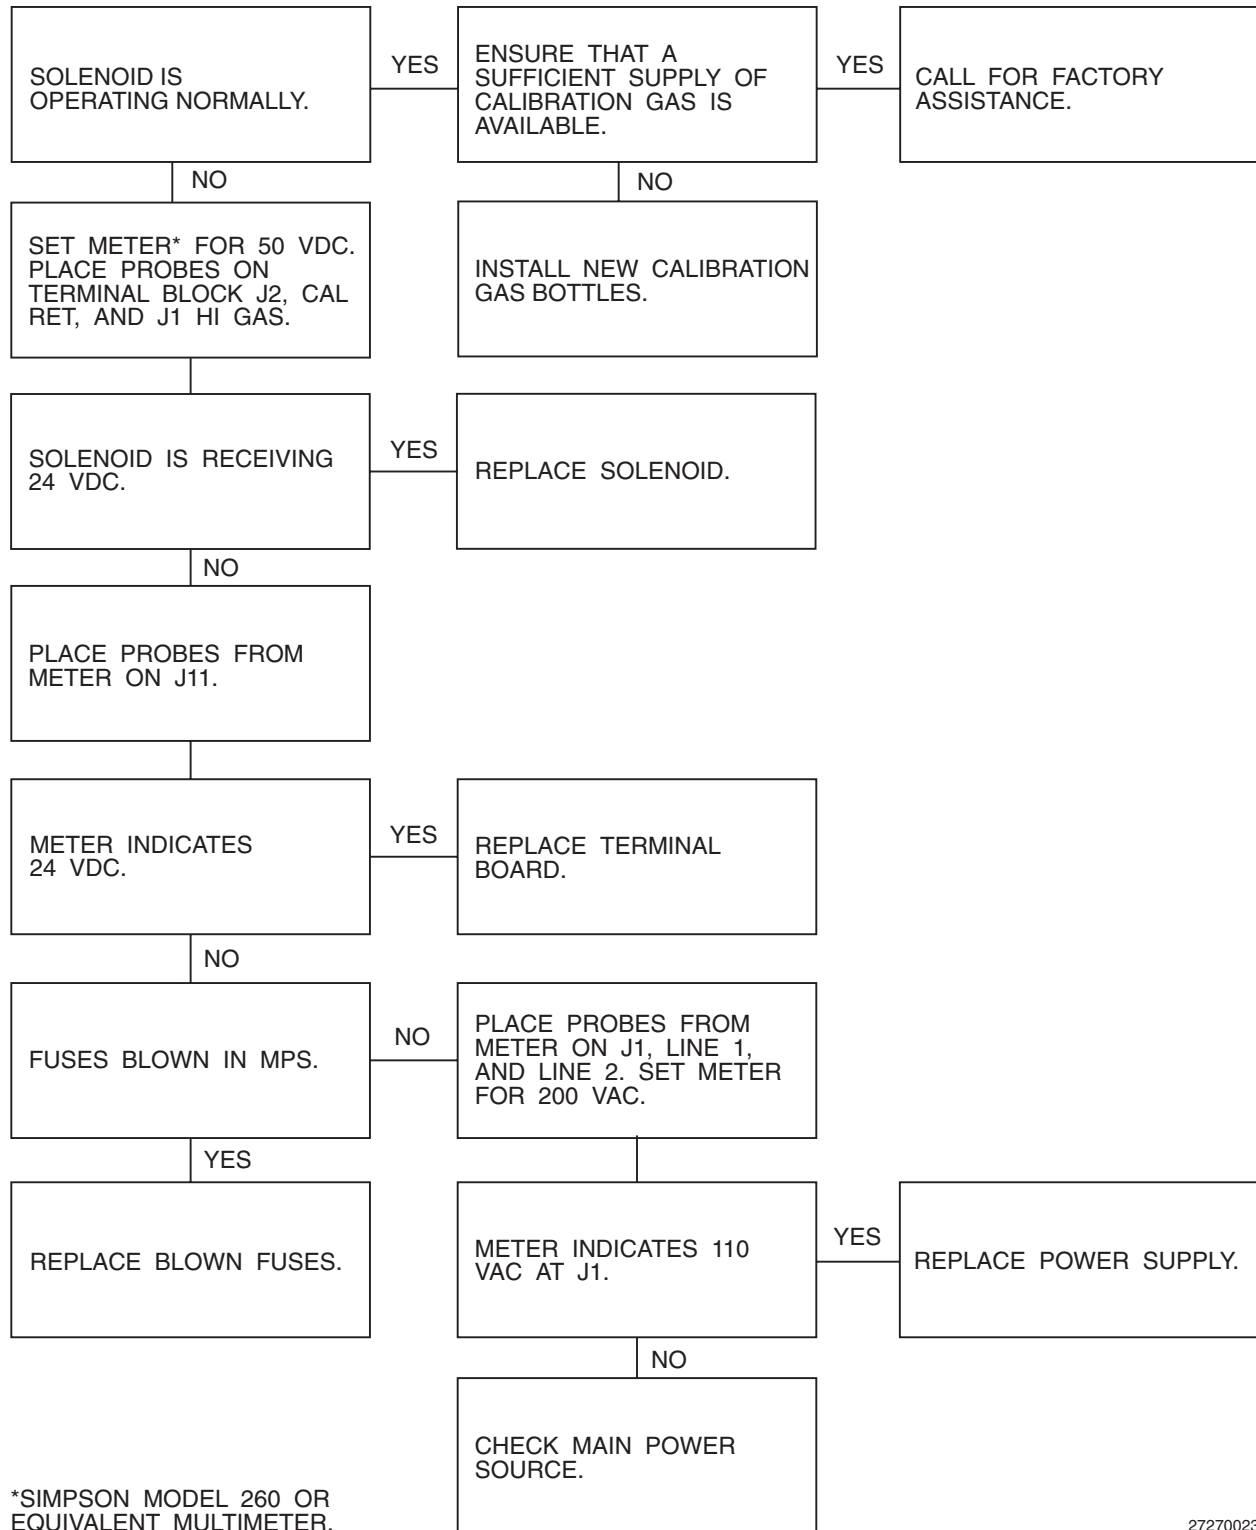 SOLENOID IS
OPERATING NORMALLY.
YES
ENSURE THAT A
SUFFICIENT SUPPLY OF
CALIBRATION GAS IS
AVAILABLE.
YES
CALL FOR FACTORY
ASSISTANCE.
NO
NO
SET METER* FOR 50 VDC.
PLACE PROBES ON
TERMINAL BLOCK J2, CAL
RET, AND J1 HI GAS.
INSTALL NEW CALIBRATION
GAS BOTTLES.
SOLENOID IS RECEIVING
24 VDC.
YES
REPLACE SOLENOID.
NO
PLACE PROBES FROM
METER ON J11.
METER INDICATES
24 VDC.
YES
REPLACE TERMINAL
BOARD.
NO
FUSES BLOWN IN MPS.
NO
PLACE PROBES FROM
METER ON J1, LINE 1,
AND LINE 2. SET METER
FOR 200 VAC.
YES
REPLACE BLOWN FUSES.
METER INDICATES 110
VAC AT J1.
YES
REPLACE POWER SUPPLY.
NO
CHECK MAIN POWER
SOURCE.
*SIMPSON MODEL 260 OR
EQUIVALENT MULTIMETER.
27270023